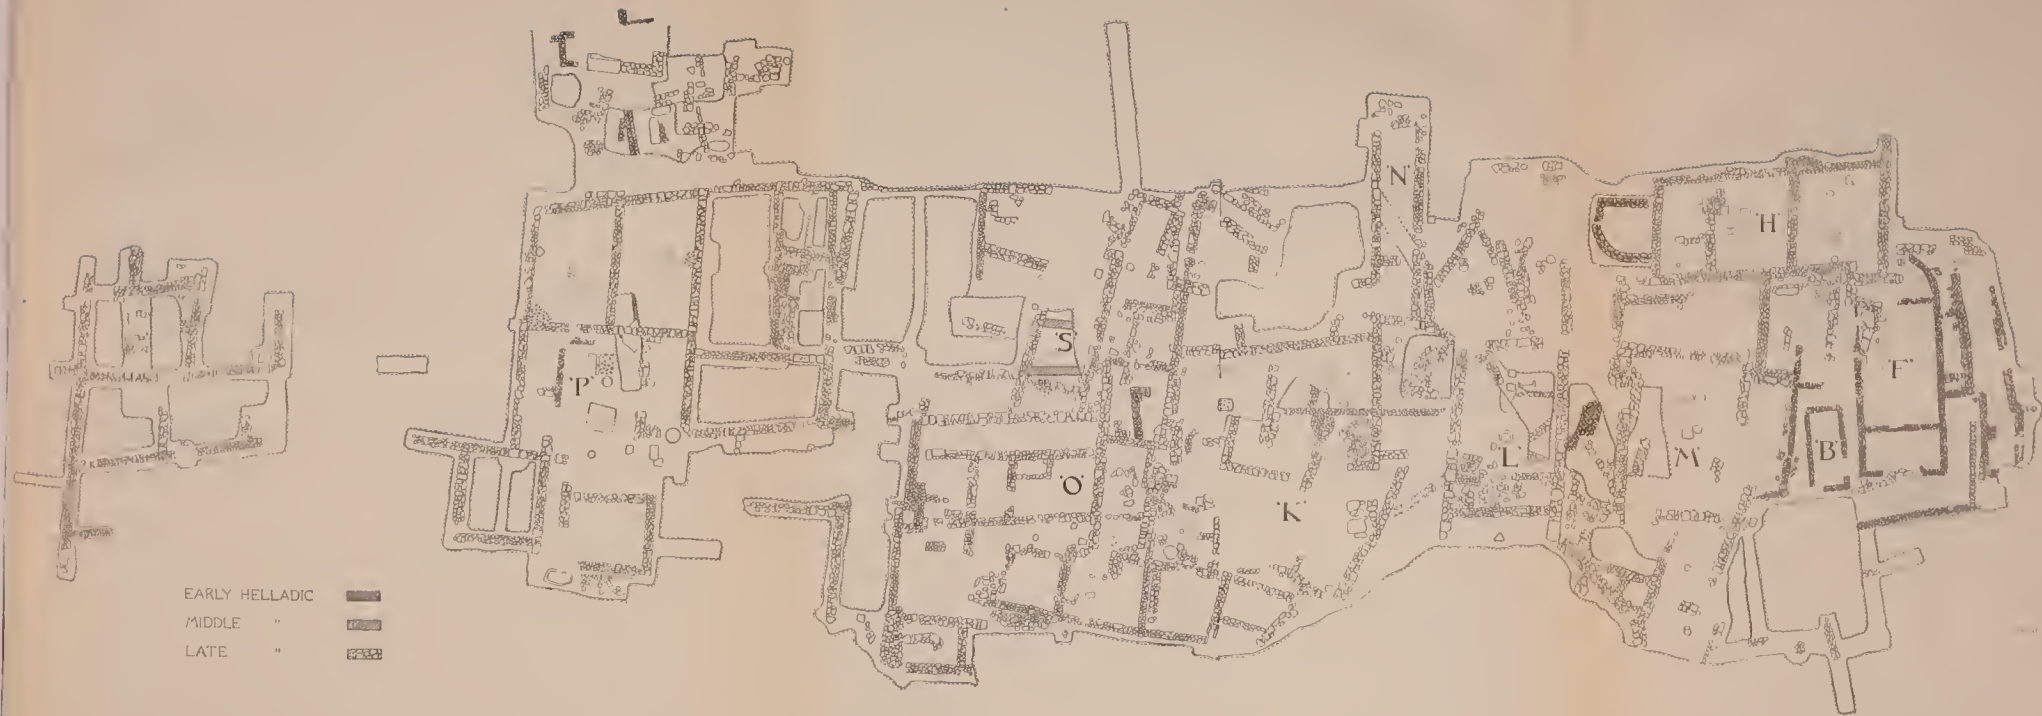 'N'
'H'
'S'
'P'
'F'
'L'
'M'
'B'
'O'
'K'
EARLY HELLADIC
MIDDLE "
LATE "